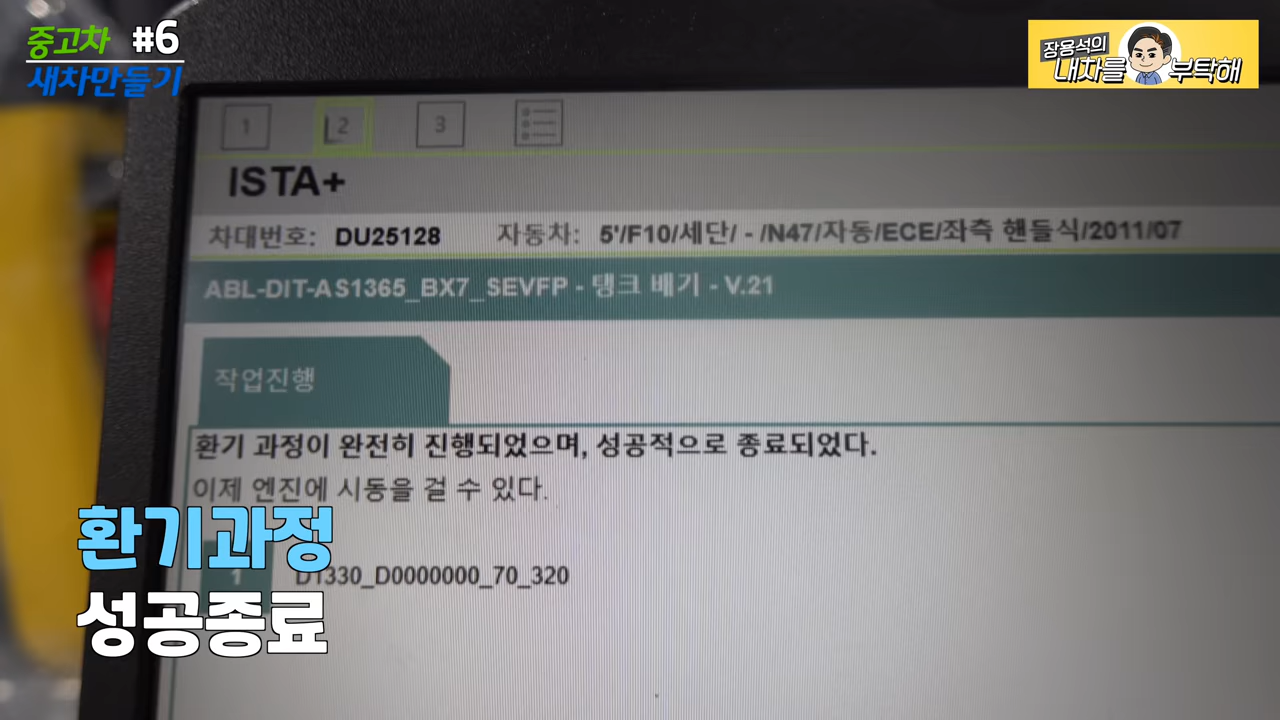 중고차 #6
새차만들기
장용석의
내차를 부탁해
1 2 3
ISTA+
차대번호: DU25128 자동차: 5'/F10/세단/ - /N47/자동/ECE/좌측 핸들식/2011/07
ABL-DIT-AS1365_BX7_SEVFP - 탱크 배기 - V.21
작업진행
환기 과정이 완전히 진행되었으며, 성공적으로 종료되었다.
이제 엔진에 시동을 걸 수 있다.
환기과정
1 D1330_D0000000_70_320
성공종료